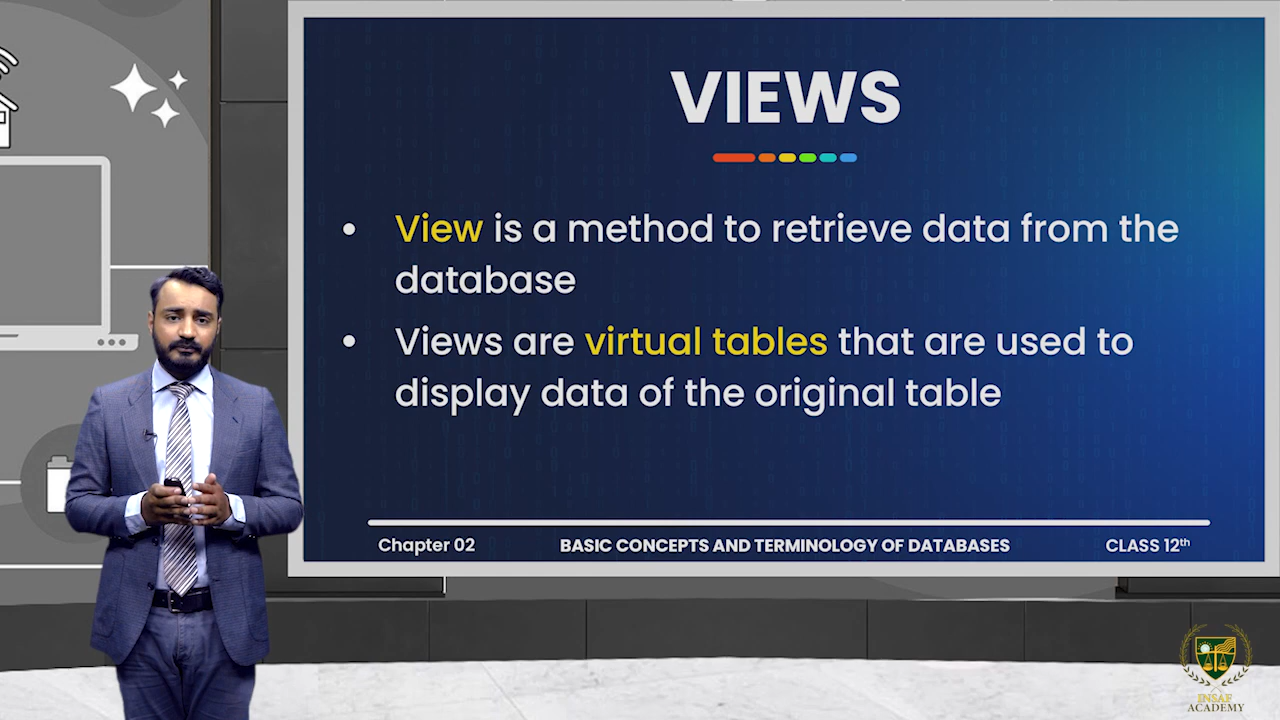 VIEWS
• View is a method to retrieve data from the
database
• Views are virtual tables that are used to
display data of the original table
Chapter 02 BASIC CONCEPTS AND TERMINOLOGY OF DATABASES CLASS 12th
INSAF
ACADEMY